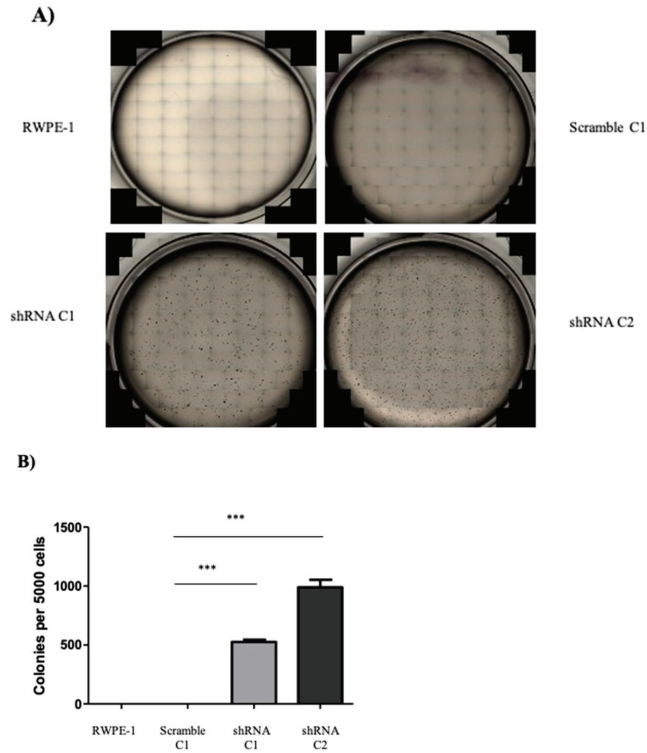 A)
RWPE-1
Scramble C1
shRNA C1
shRNA C2
B)
***
***
Colonies per 5000 cells
1500
1000
500
0
RWPE-1
Scramble
C1
shRNA
C1
shRNA
C2